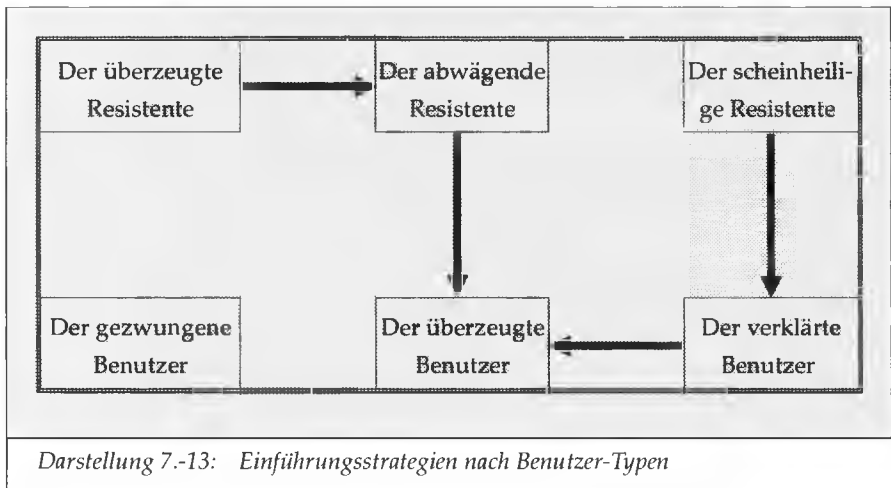 Der überzeugte
Resistente
Der abwägende
Resistente
Der scheinheili-
ge Resistente
Der gezwungene
Benutzer
Der überzeugte
Benutzer
Der verklärte
Benutzer
Darstellung 7.-13: Einführungsstrategien nach Benutzer-Typen